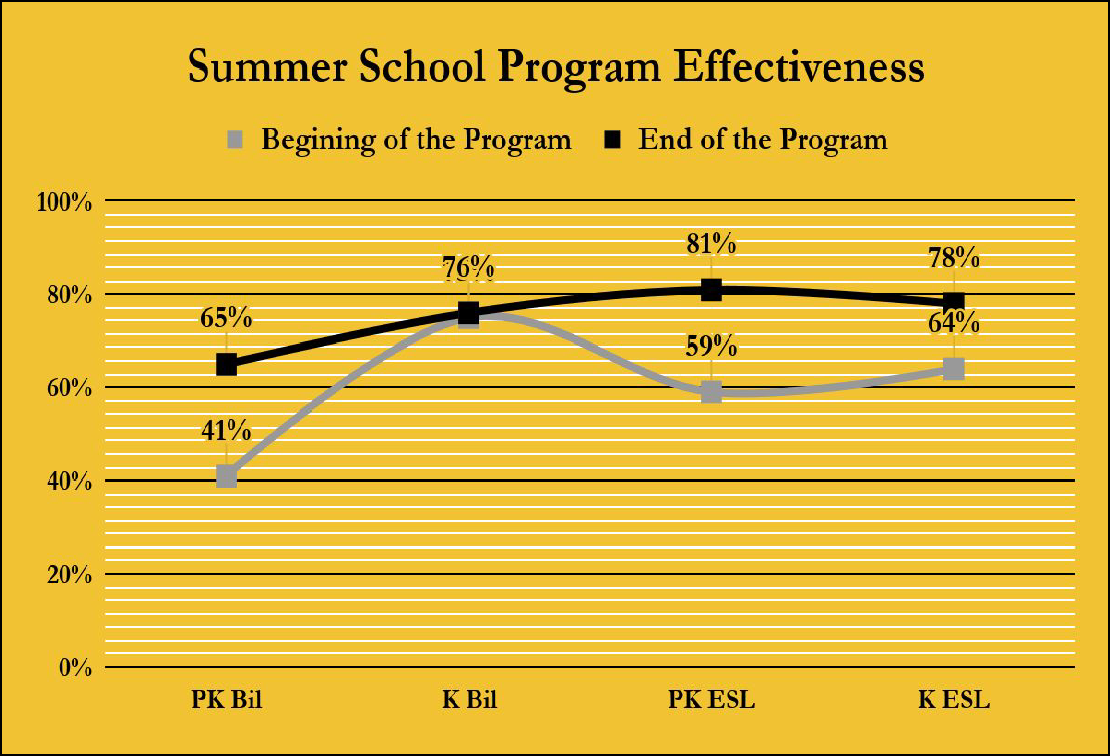 Summer School Program Effectiveness
Begining of the Program End of the Program
100%
80%
60%
40%
20%
0%
65% 76% 81% 78%
41% 59% 64%
PK Bil K Bil PK ESL K ESL